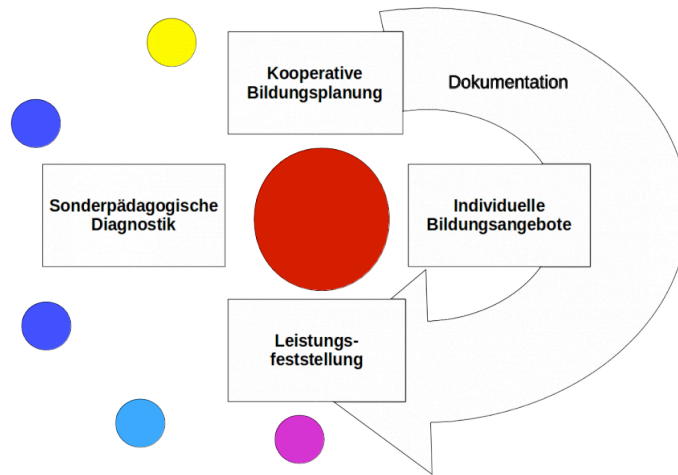 Kooperative
Bildungsplanung
Dokumentation
Sonderpädagogische
Diagnostik
Individuelle
Bildungsangebote
Leistungs-
feststellung